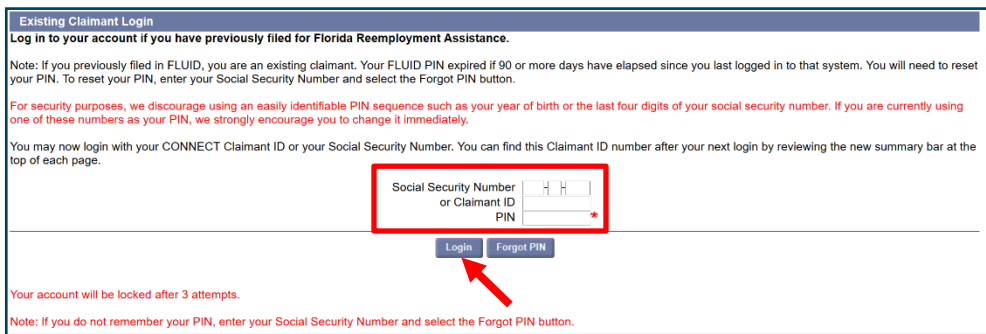 Existing Claimant Login
Log in to your account if you have previously filed for Florida Reemployment Assistance.
Note: If you previously filed in FLUID, you are an existing claimant. Your FLUID PIN expired if 90 or more days have elapsed since you last logged in to that system. You will need to reset
your PIN. To reset your PIN, enter your Social Security Number and select the Forgot PIN button.
For security purposes, we discourage using an easily identifiable PIN sequence such as your year of birth or the last four digits of your social security number. If you are currently using
one of these numbers as your PIN, we strongly encourage you to change it immediately.
You may now login with your CONNECT Claimant ID or your Social Security Number. You can find this Claimant ID number after your next login by reviewing the new summary bar at the
top of each page.
Social Security Number - -
or Claimant ID
PIN *
Login Forgot PIN
Your account will be locked after 3 attempts.
Note: If you do not remember your PIN, enter your Social Security Number and select the Forgot PIN button.